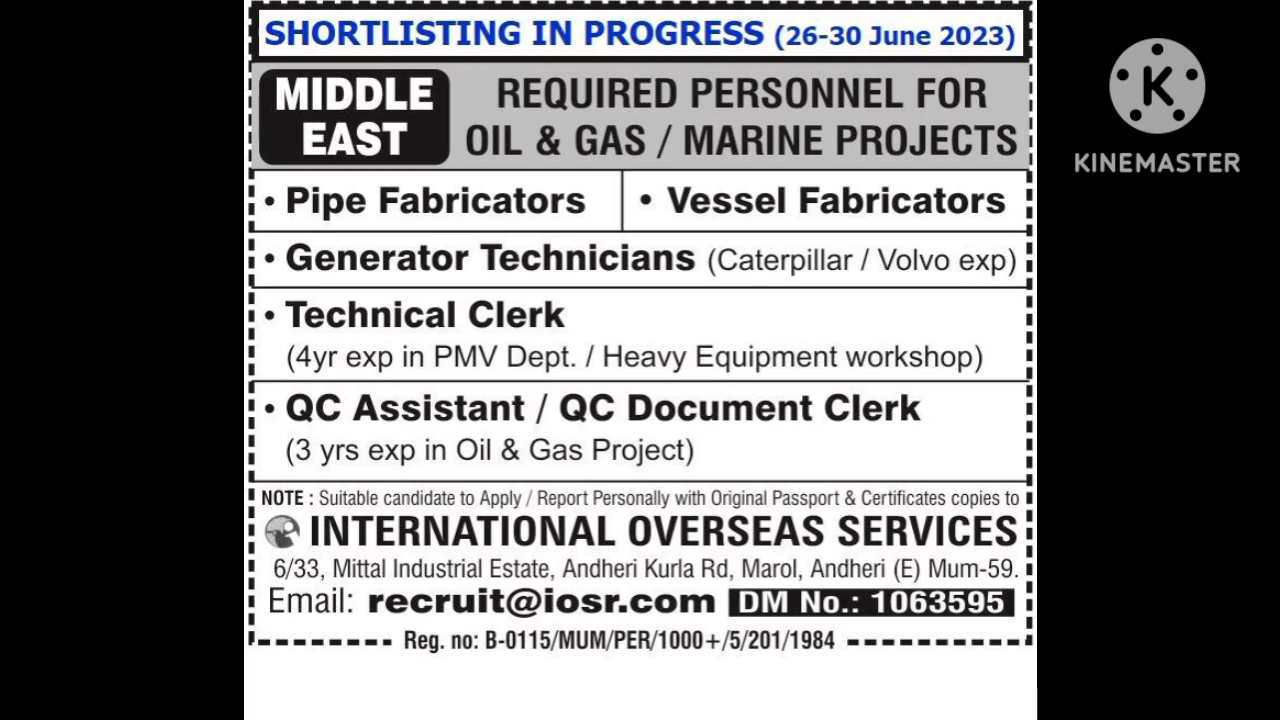 SHORTLISTING IN PROGRESS (26-30 June 2023)
MIDDLE EAST
REQUIRED PERSONNEL FOR
OIL & GAS / MARINE PROJECTS
• Pipe Fabricators
• Vessel Fabricators
• Generator Technicians (Caterpillar / Volvo exp)
• Technical Clerk
(4yr exp in PMV Dept. / Heavy Equipment workshop)
• QC Assistant / QC Document Clerk
(3 yrs exp in Oil & Gas Project)
NOTE : Suitable candidate to Apply / Report Personally with Original Passport & Certificates copies to
INTERNATIONAL OVERSEAS SERVICES
6/33, Mittal Industrial Estate, Andheri Kurla Rd, Marol, Andheri (E) Mum-59.
Email: recruit@iosr.com DM No.: 1063595
Reg. no: B-0115/MUM/PER/1000+/5/201/1984
K
KINEMASTER